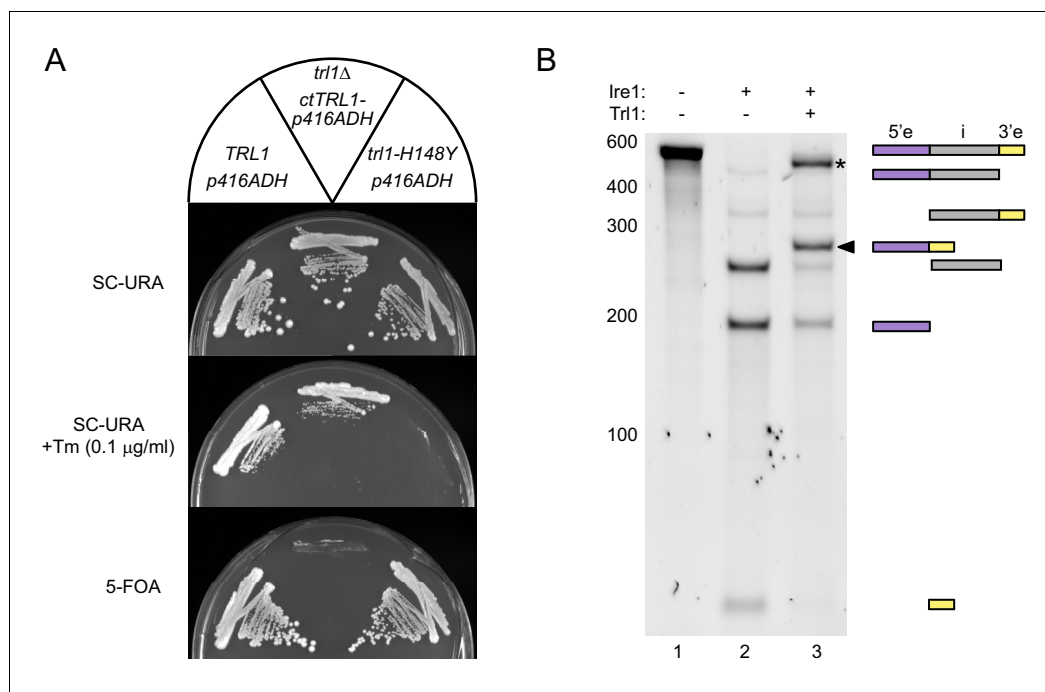 A
trl1Δ
ctTRL1-
p416ADH
TRL1
p416ADH
trl1-H148Y
p416ADH
SC-URA
SC-URA
+Tm (0.1 μg/ml)
5-FOA
B
Ire1: - + +
Trl1: - - +
5'e i 3'e
600
*
400
300
200
100
1 2 3